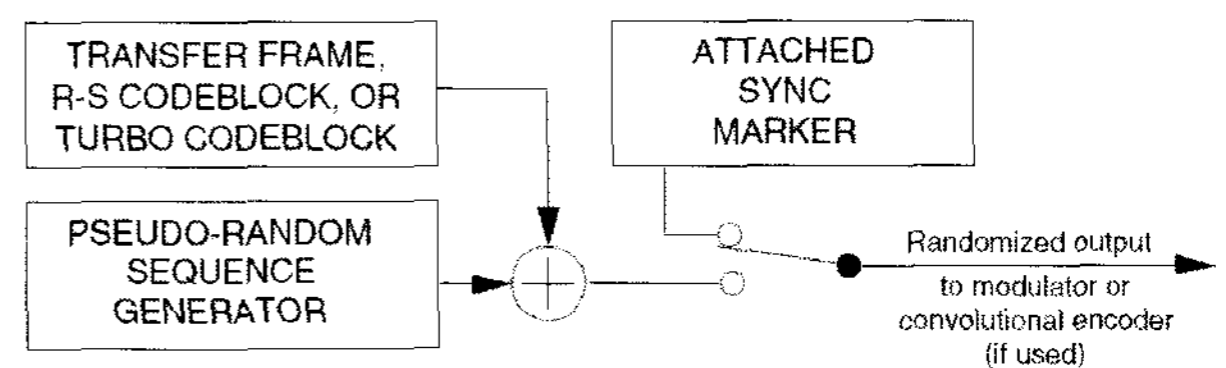 TRANSFER FRAME,
R-S CODEBLOCK, OR
TURBO CODEBLOCK
ATTACHED
SYNC
MARKER
PSEUDO-RANDOM
SEQUENCE
GENERATOR
Randomized output
to modulator or
convolutional encoder
(if used)